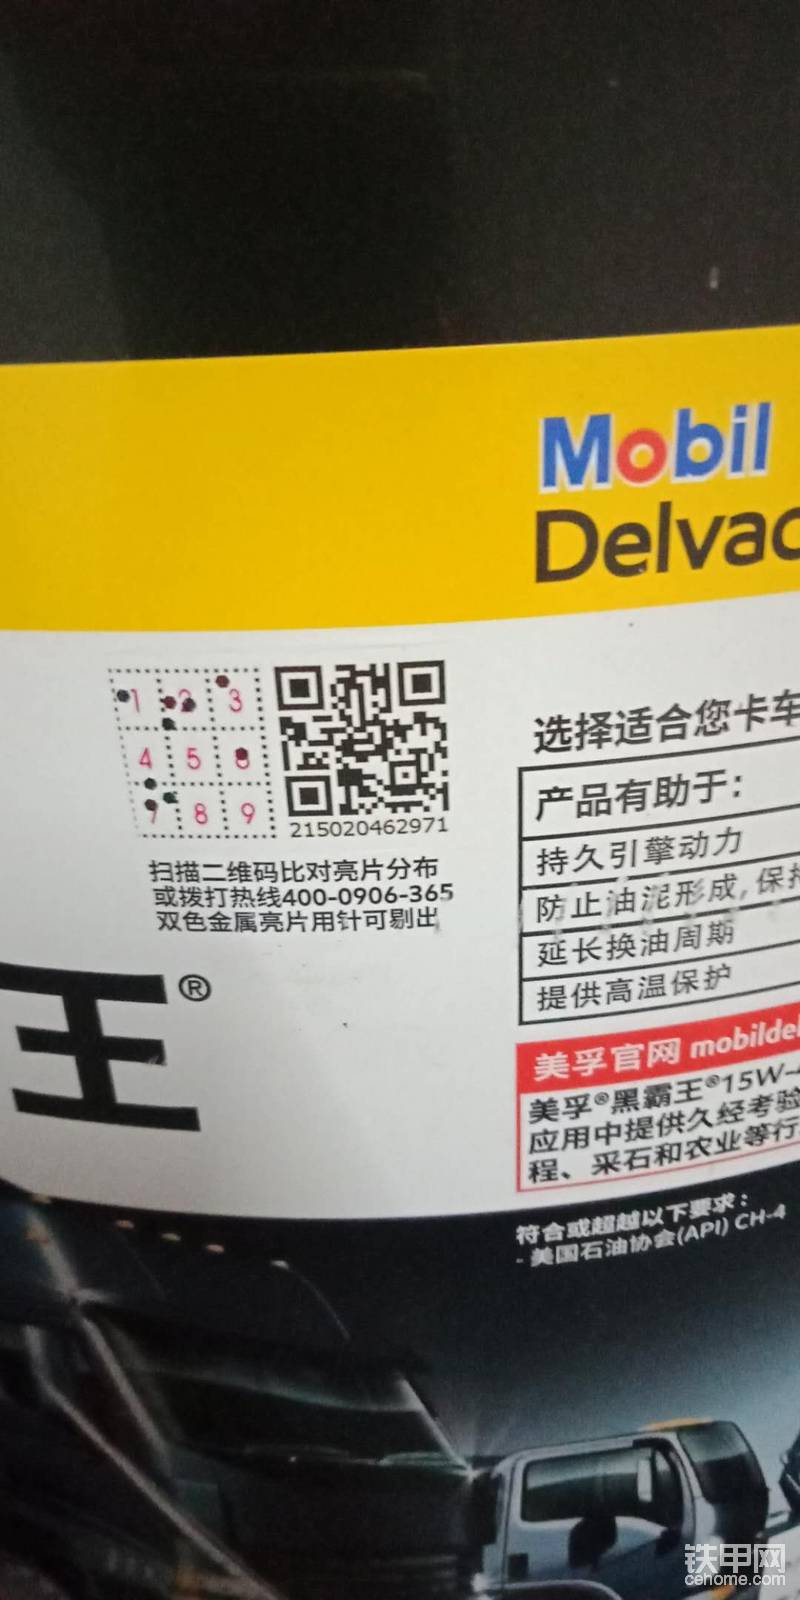 Mobil
Delvac
1 2 3
4 5 6
7 8 9
215020462971
扫描二维码比对亮片分布
或拨打热线400-0906-365
双色金属亮片用针可剔出
王®
选择适合您卡车
产品有助于：
持久引擎动力
防止油泥形成，保持
延长换油周期
提供高温保护
美孚官网 mobildel
美孚®黑霸王®15W-4
应用中提供久经考验
程、采石和农业等行
符合或超越以下要求：
- 美国石油协会(API) CH-4
铁甲网
cehome.com